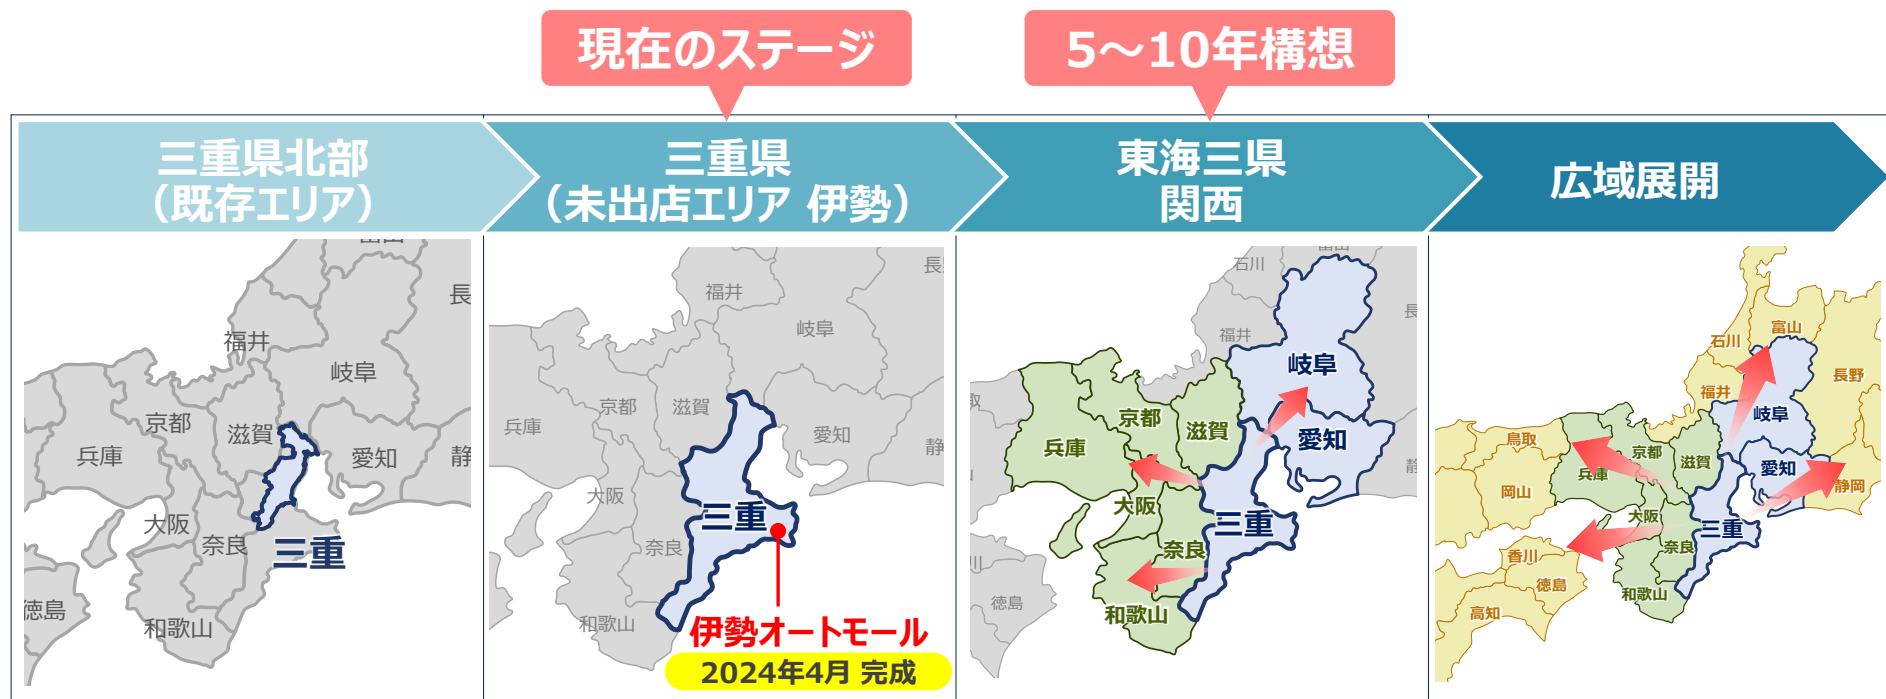 現在のステージ
5～10年構想
三重県北部
（既存エリア）
三重県
（未出店エリア 伊勢）
東海三県
関西
広域展開
長
福井
岐阜
京都
滋賀
兵庫
愛知
静
大阪
奈良
三重
徳島
和歌山
長
福井
岐阜
京都
滋賀
兵庫
愛知
静
大阪
三重
奈良
和歌山
伊勢オートモール
2024年4月 完成
石川
福井
岐阜
京都
滋賀
兵庫
愛知
大阪
三重
奈良
徳島
和歌山
富山
石川
長野
福井
岐阜
鳥取
京都
滋賀
兵庫
愛知
岡山
静岡
大阪
三重
奈良
香川
徳島
和歌山
高知